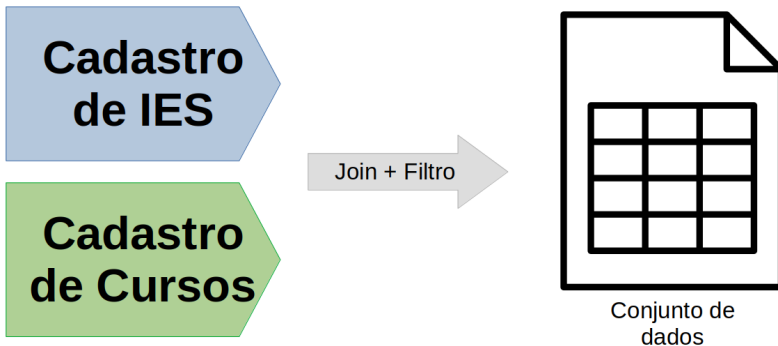 Cadastro
de IES
Join + Filtro
Cadastro
de Cursos
Conjunto de
dados